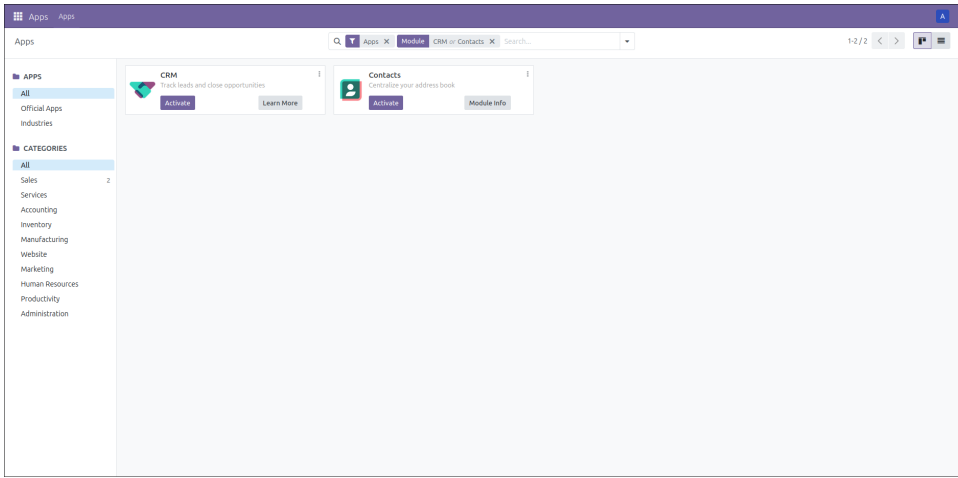 Apps Apps A
Apps Apps Module CRM or Contacts Search... 1-2 / 2
APPS
All
Official Apps
Industries
CATEGORIES
All
Sales 2
Services
Accounting
Inventory
Manufacturing
Website
Marketing
Human Resources
Productivity
Administration
CRM
Track leads and close opportunities
Activate Learn More
Contacts
Centralize your address book
Activate Module Info